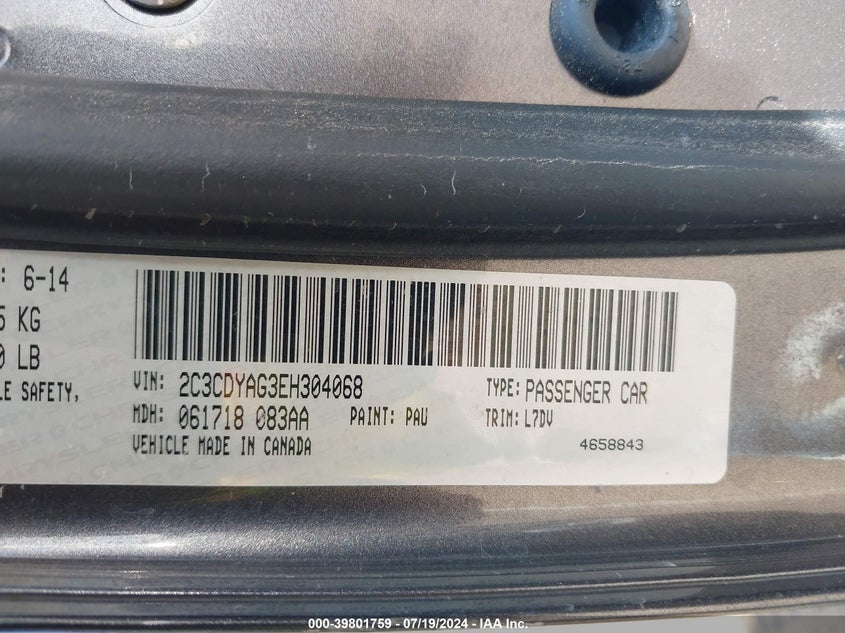 : 6-14
5 KG
0 LB
LE SAFETY,
VIN: 2C3CDYAG3EH304068
TYPE: PASSENGER CAR
MDH: 061718 083AA
PAINT: PAU
TRIM: L7DV
VEHICLE MADE IN CANADA
4658843
000-39801759 - 07/19/2024 - IAA Inc.